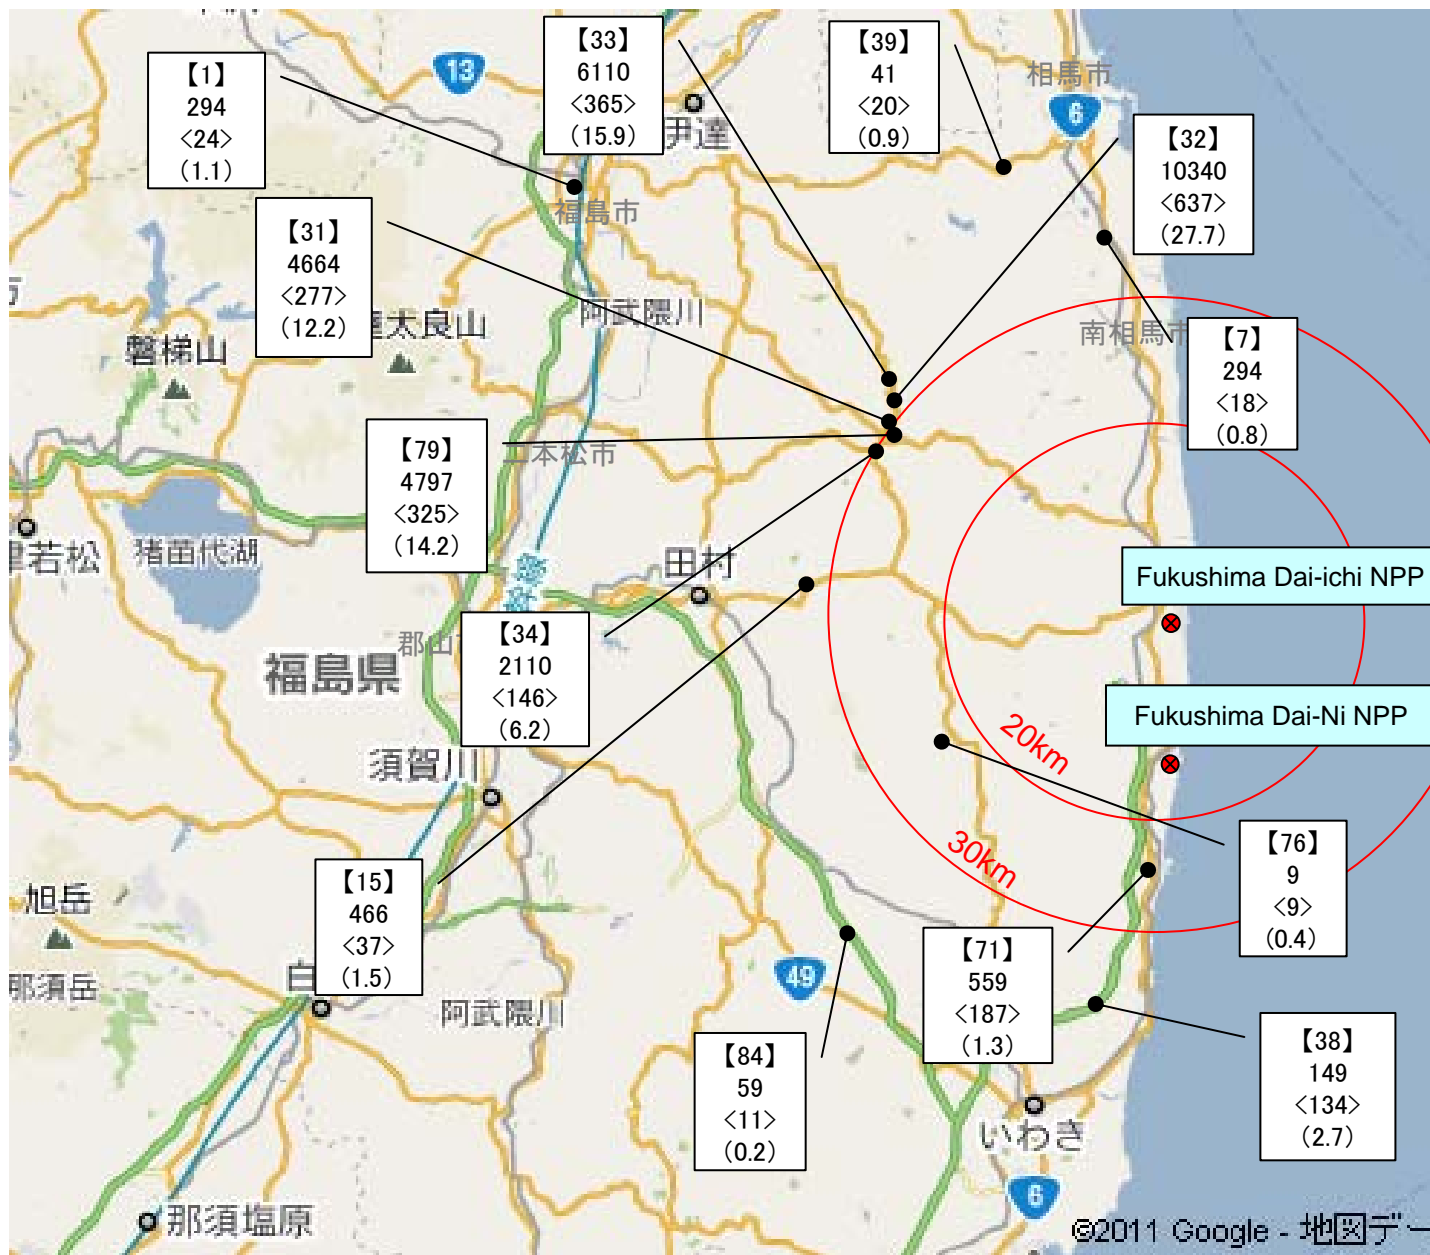 【1】
294
<24>
(1.1)
13
【33】
6110
<365>
(15.9)
伊達
【39】
41
<20>
(0.9)
相馬市
6
【32】
10340
<637>
(27.7)
福島市
【31】
4664
<277>
(12.2)
阿武隈川
太良山
磐梯山
南相馬市
【7】
294
<18>
(0.8)
【79】
4797
<325>
(14.2)
二本松市
若松
猪苗代湖
田村
Fukushima Dai-ichi NPP
【34】
2110
<146>
(6.2)
郡山
福島県
Fukushima Dai-Ni NPP
20km
須賀川
30km
【76】
9
<9>
(0.4)
【15】
466
<37>
(1.5)
旭岳
那須岳
白
阿武隈川
49
【71】
559
<187>
(1.3)
【84】
59
<11>
(0.2)
【38】
149
<134>
(2.7)
いわき
6
那須塩原
©2011 Google - 地図デー